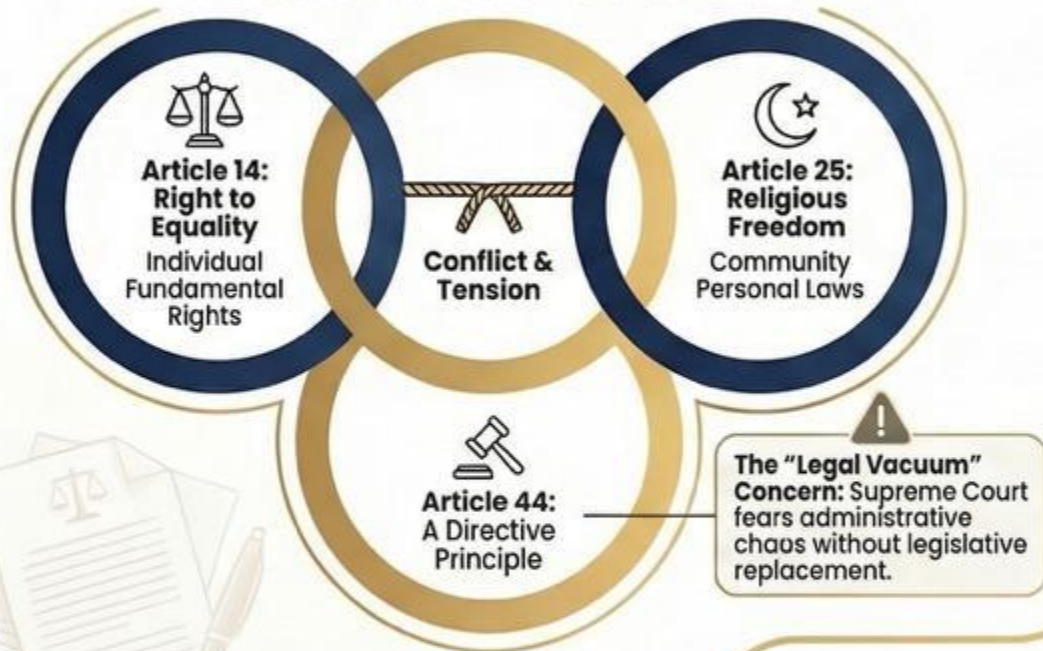 Article 14:
Right to
Equality
Individual
Fundamental
Rights
Conflict &
Tension
Article 25:
Religious
Freedom
Community
Personal Laws
Article 44:
A Directive
Principle
!
The "Legal Vacuum"
Concern: Supreme Court
fears administrative
chaos without legislative
replacement.